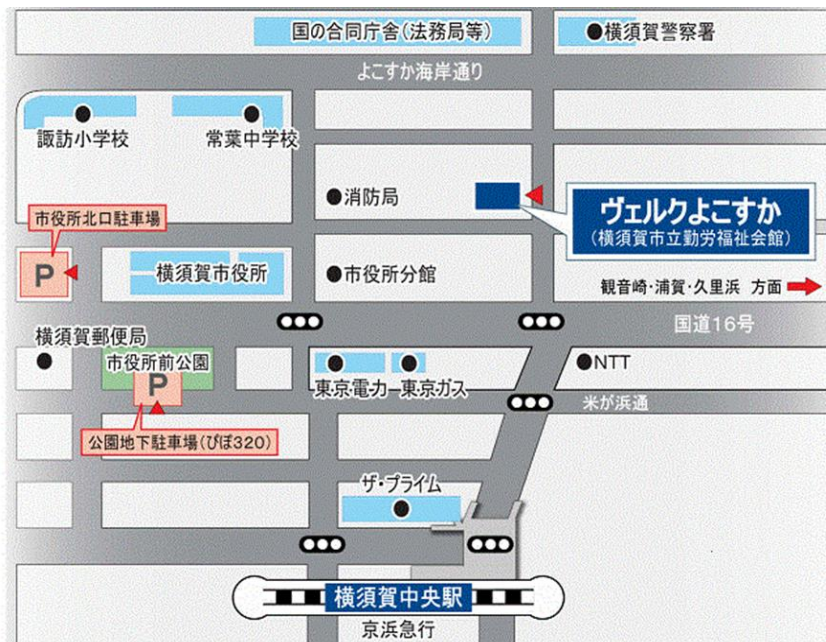 国の合同庁舎(法務局等)
横須賀警察署
よこすか海岸通り
諏訪小学校
常葉中学校
消防局
ヴェルクよこすか
(横須賀市立勤労福祉会館)
市役所北口駐車場
P
横須賀市役所
市役所分館
観音崎・浦賀・久里浜 方面
国道16号
横須賀郵便局
市役所前公園
P
東京電力
東京ガス
NTT
米が浜通
公園地下駐車場(ぴぽ320)
ザ・プライム
横須賀中央駅
京浜急行